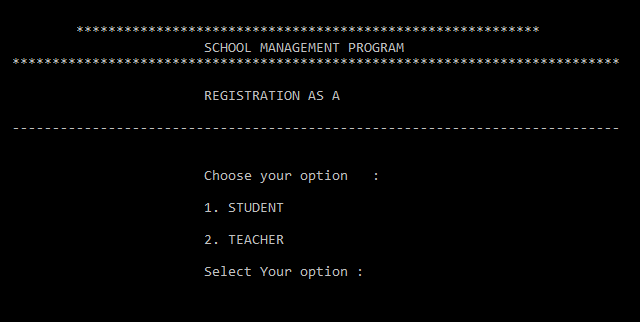 **********************************************************
SCHOOL MANAGEMENT PROGRAM
****************************************************************************
REGISTRATION AS A
----------------------------------------------------------------------------
Choose your option   :
1. STUDENT
2. TEACHER
Select Your option :